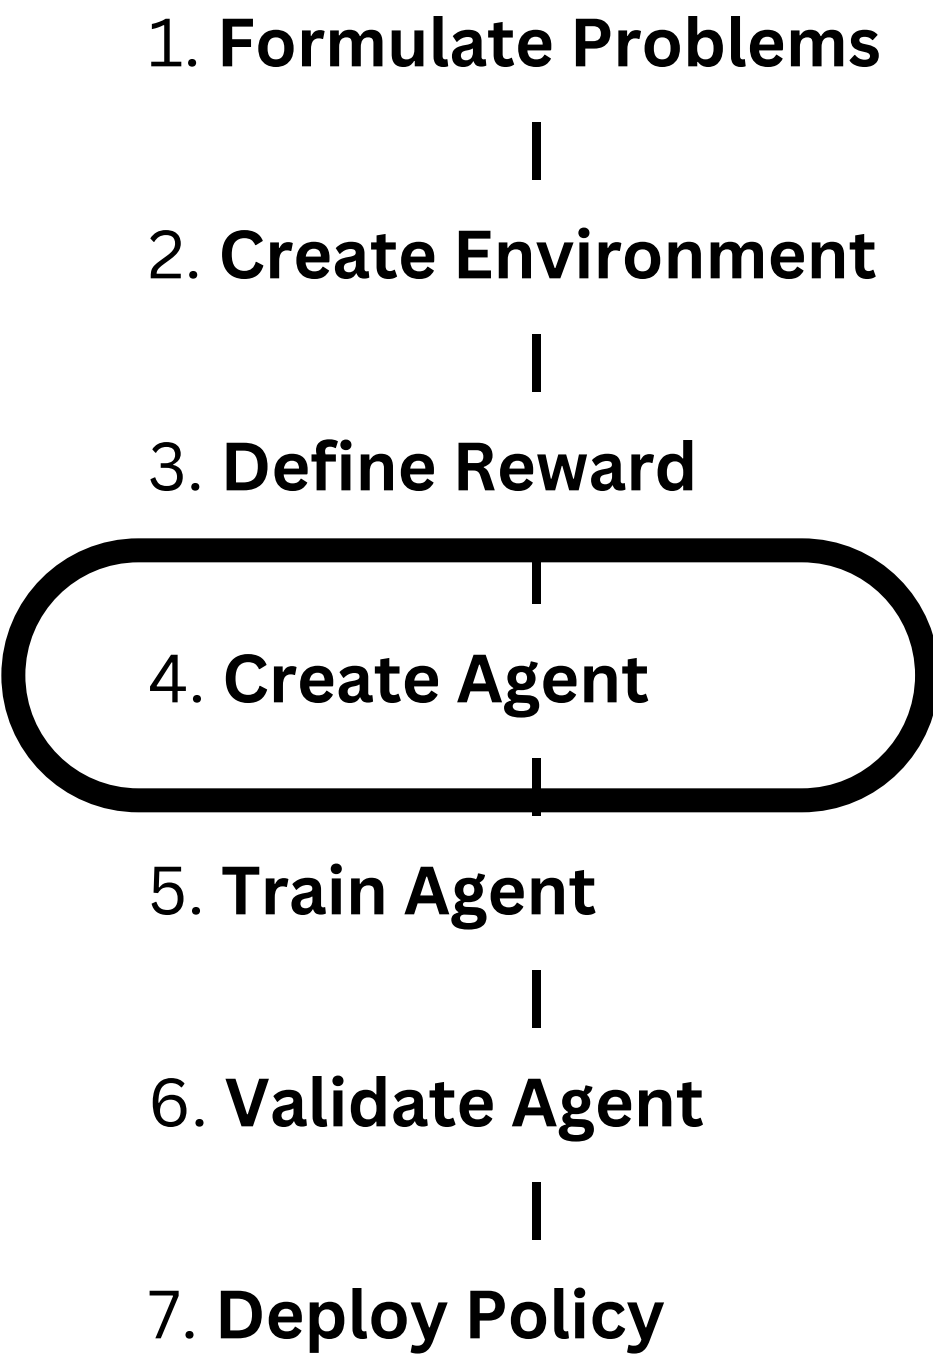 1. Formulate Problems
2. Create Environment
3. Define Reward
4. Create Agent
5. Train Agent
6. Validate Agent
7. Deploy Policy